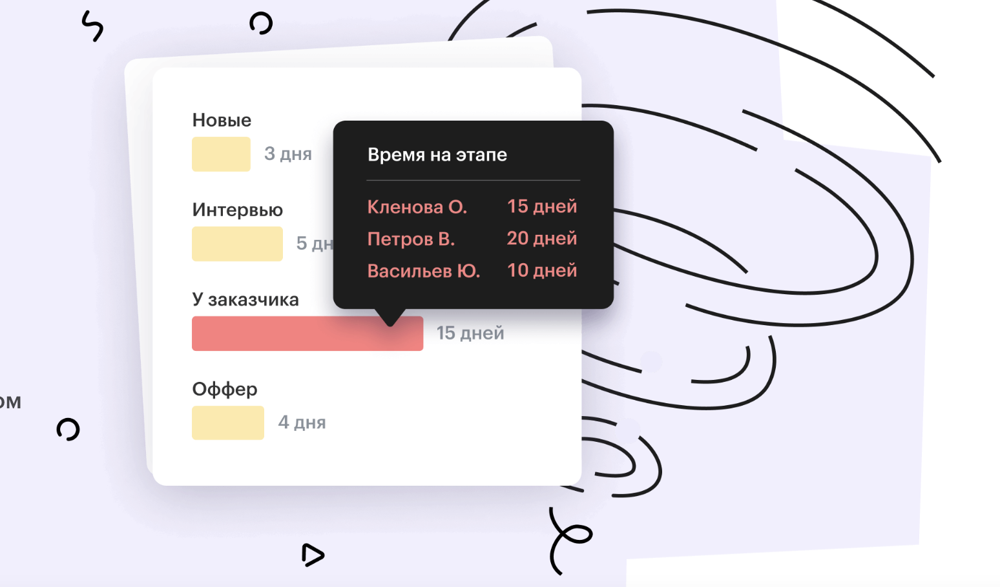 Новые
3 дня
Интервью
5 дн
У заказчика
15 дней
Оффер
4 дня
Время на этапе
Кленова О. 15 дней
Петров В. 20 дней
Васильев Ю. 10 дней